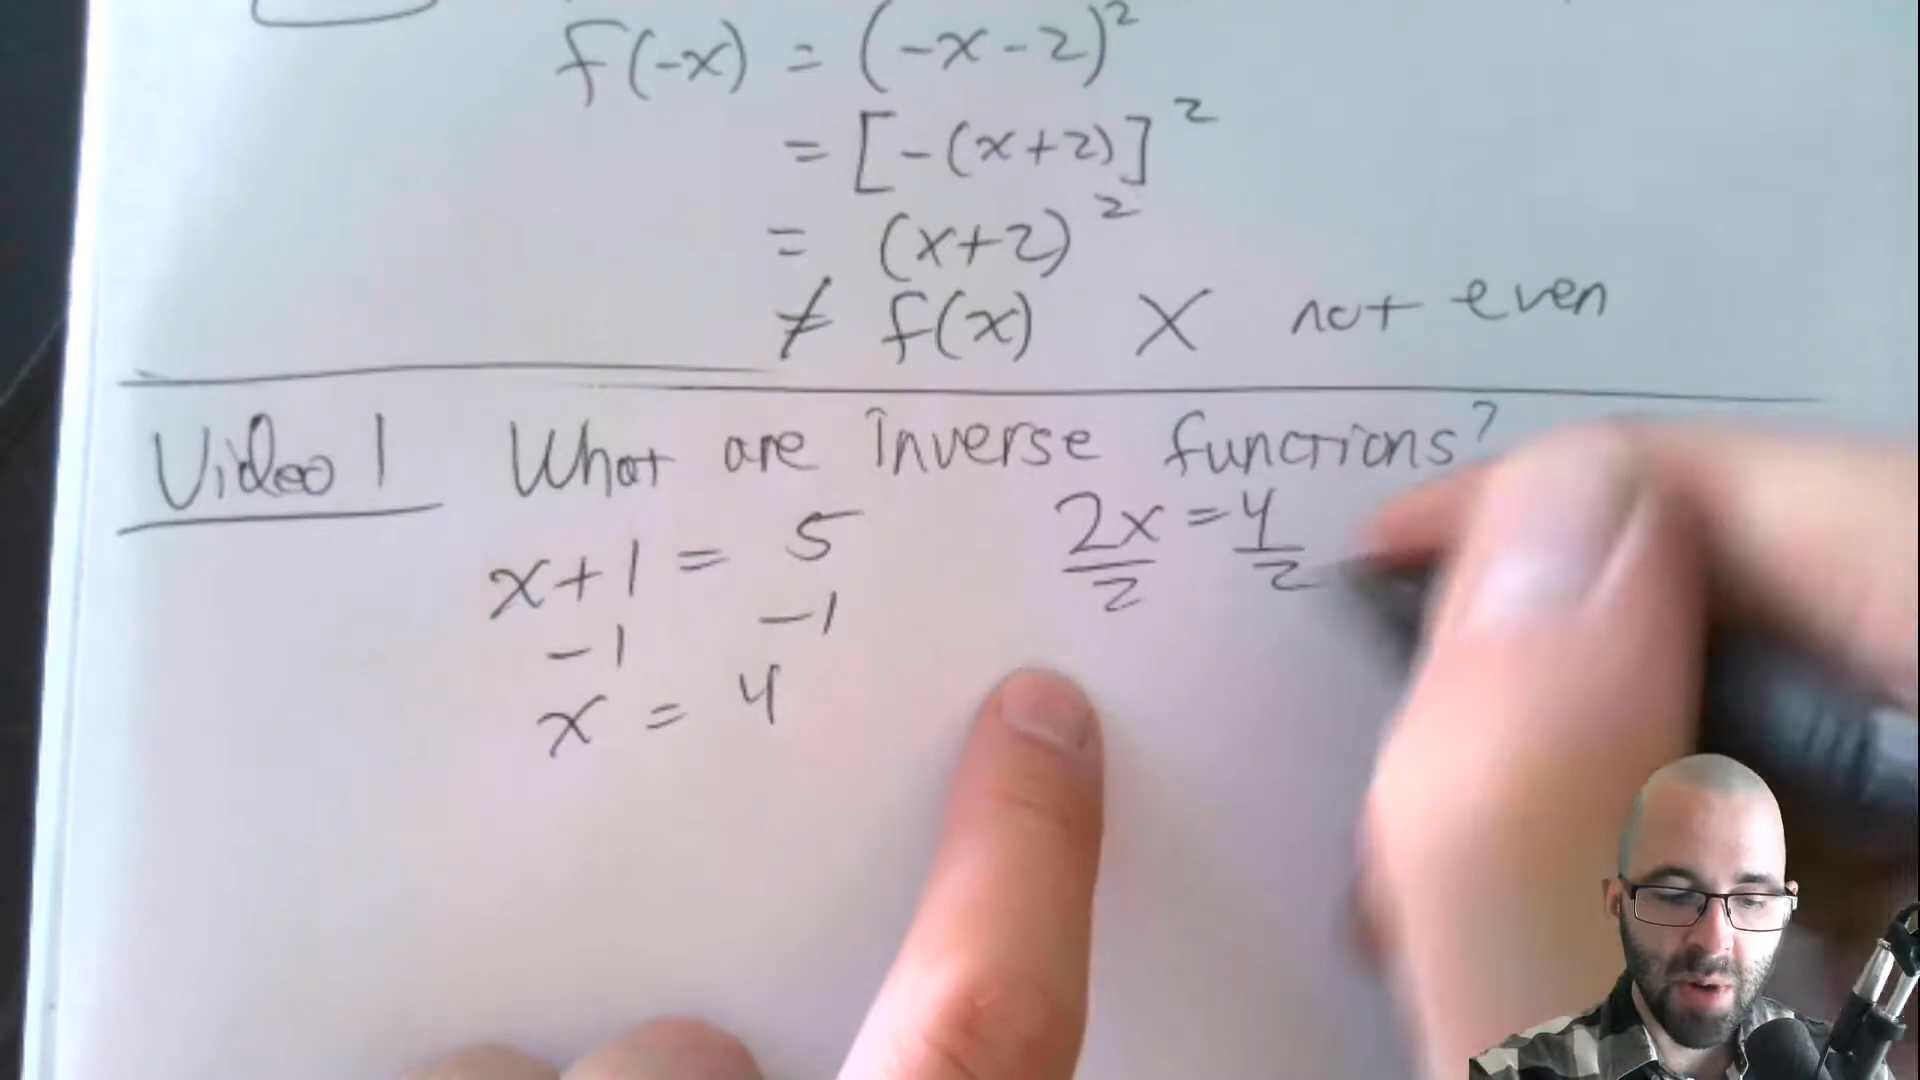 f(-x) = (-x-2)²
= [-(x+2)]²
= (x+2)²
≠ f(x) X not even
Video 1 What are inverse functions?
x+1 = 5
-1 -1
x = 4
2x = 4
2 2